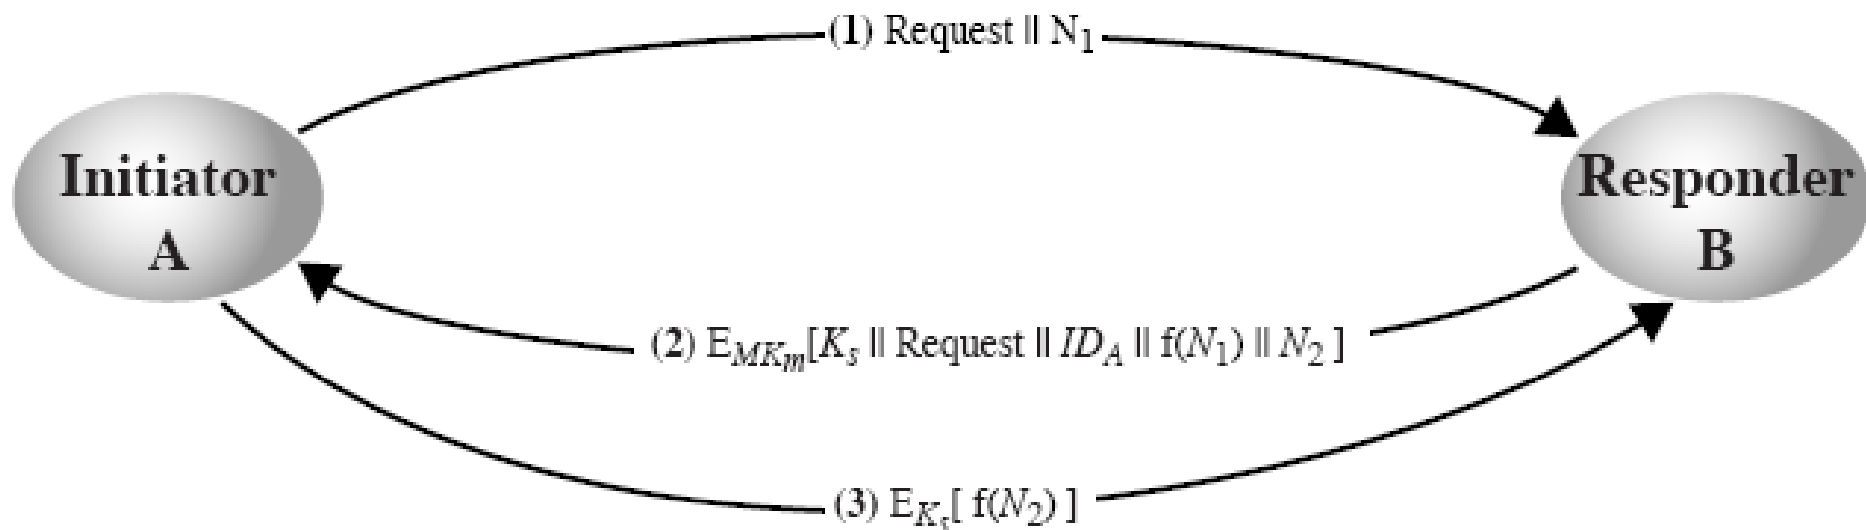 (1) Request || N1
Initiator
A
Responder
B
(2) EMKm[Ks || Request || IDA || f(N1) || N2 ]
(3) EKs[ f(N2) ]